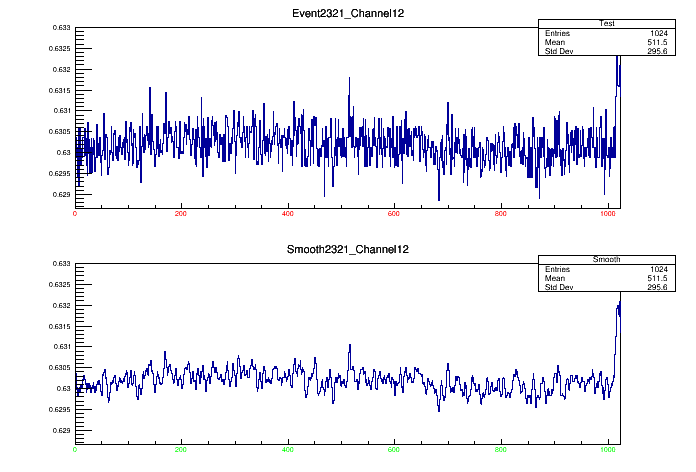 Event2321_Channel12
Test
Entries 1024
Mean 511.5
Std Dev 295.6
0.633
0.6325
0.632
0.6315
0.631
0.6305
0.63
0.6295
0.629
0 200 400 600 800 1000
Smooth2321_Channel12
Smooth
Entries 1024
Mean 511.5
Std Dev 295.6
0.633
0.6325
0.632
0.6315
0.631
0.6305
0.63
0.6295
0.629
0 200 400 600 800 1000